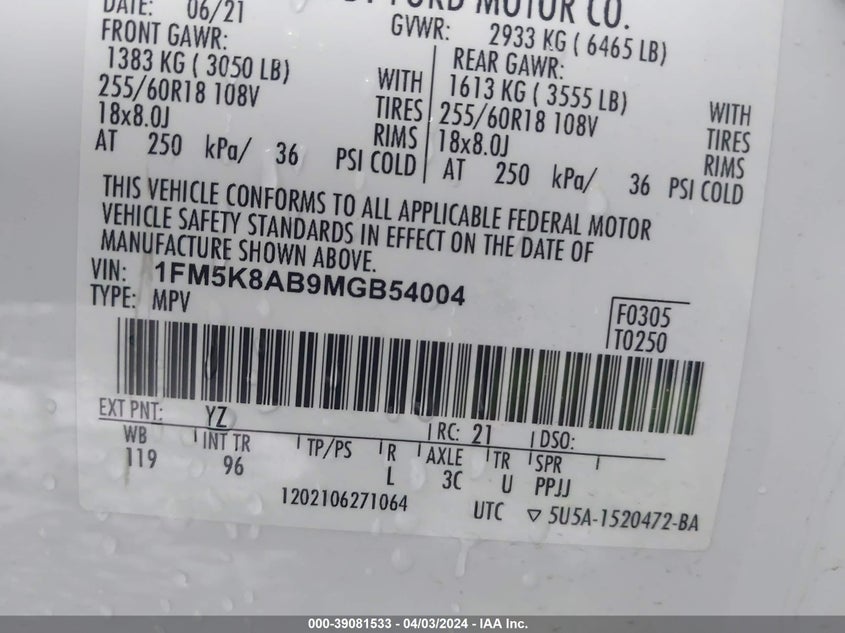 DATE: 06/21
FORD MOTOR CO.
FRONT GAWR:
GVWR: 2933 KG ( 6465 LB)
1383 KG ( 3050 LB) WITH
255/60R18 108V TIRES
18x8.0J RIMS
AT 250 kPa/ 36 PSI COLD
REAR GAWR:
1613 KG ( 3555 LB) WITH
255/60R18 108V TIRES
18x8.0J RIMS
AT 250 kPa/ 36 PSI COLD
THIS VEHICLE CONFORMS TO ALL APPLICABLE FEDERAL MOTOR
VEHICLE SAFETY STANDARDS IN EFFECT ON THE DATE OF
MANUFACTURE SHOWN ABOVE.
VIN: 1FM5K8AB9MGB54004
TYPE: MPV
F0305
T0250
EXT PNT: YZ RC: 21 DSO:
WB INT TR TP/PS R AXLE TR SPR
119 96 L 3C U PPJJ
1202106271064 UTC ▽ 5U5A-1520472-BA
000-39081533 - 04/03/2024 - IAA Inc.